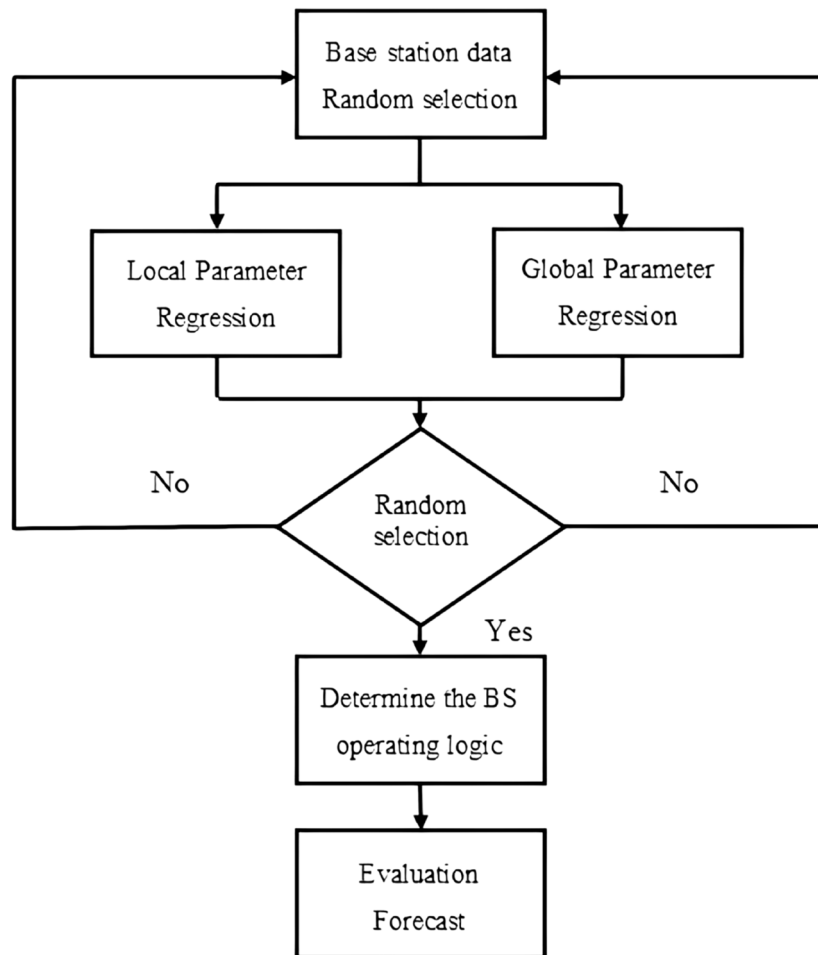 Base station data
Random selection
Local Parameter
Regression
Global Parameter
Regression
No
Random
selection
No
Yes
Determine the BS
operating logic
Evaluation
Forecast